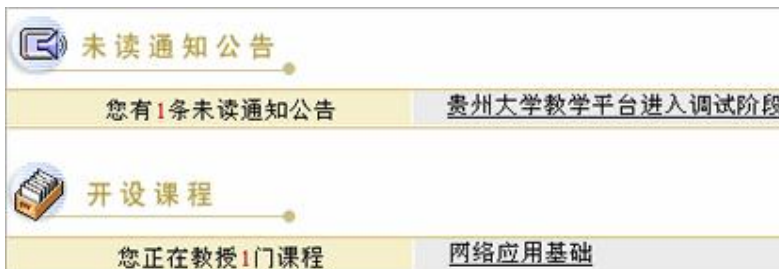 未读通知公告
您有1条未读通知公告 贵州大学教学平台进入调试阶段
开设课程
您正在教授1门课程 网络应用基础